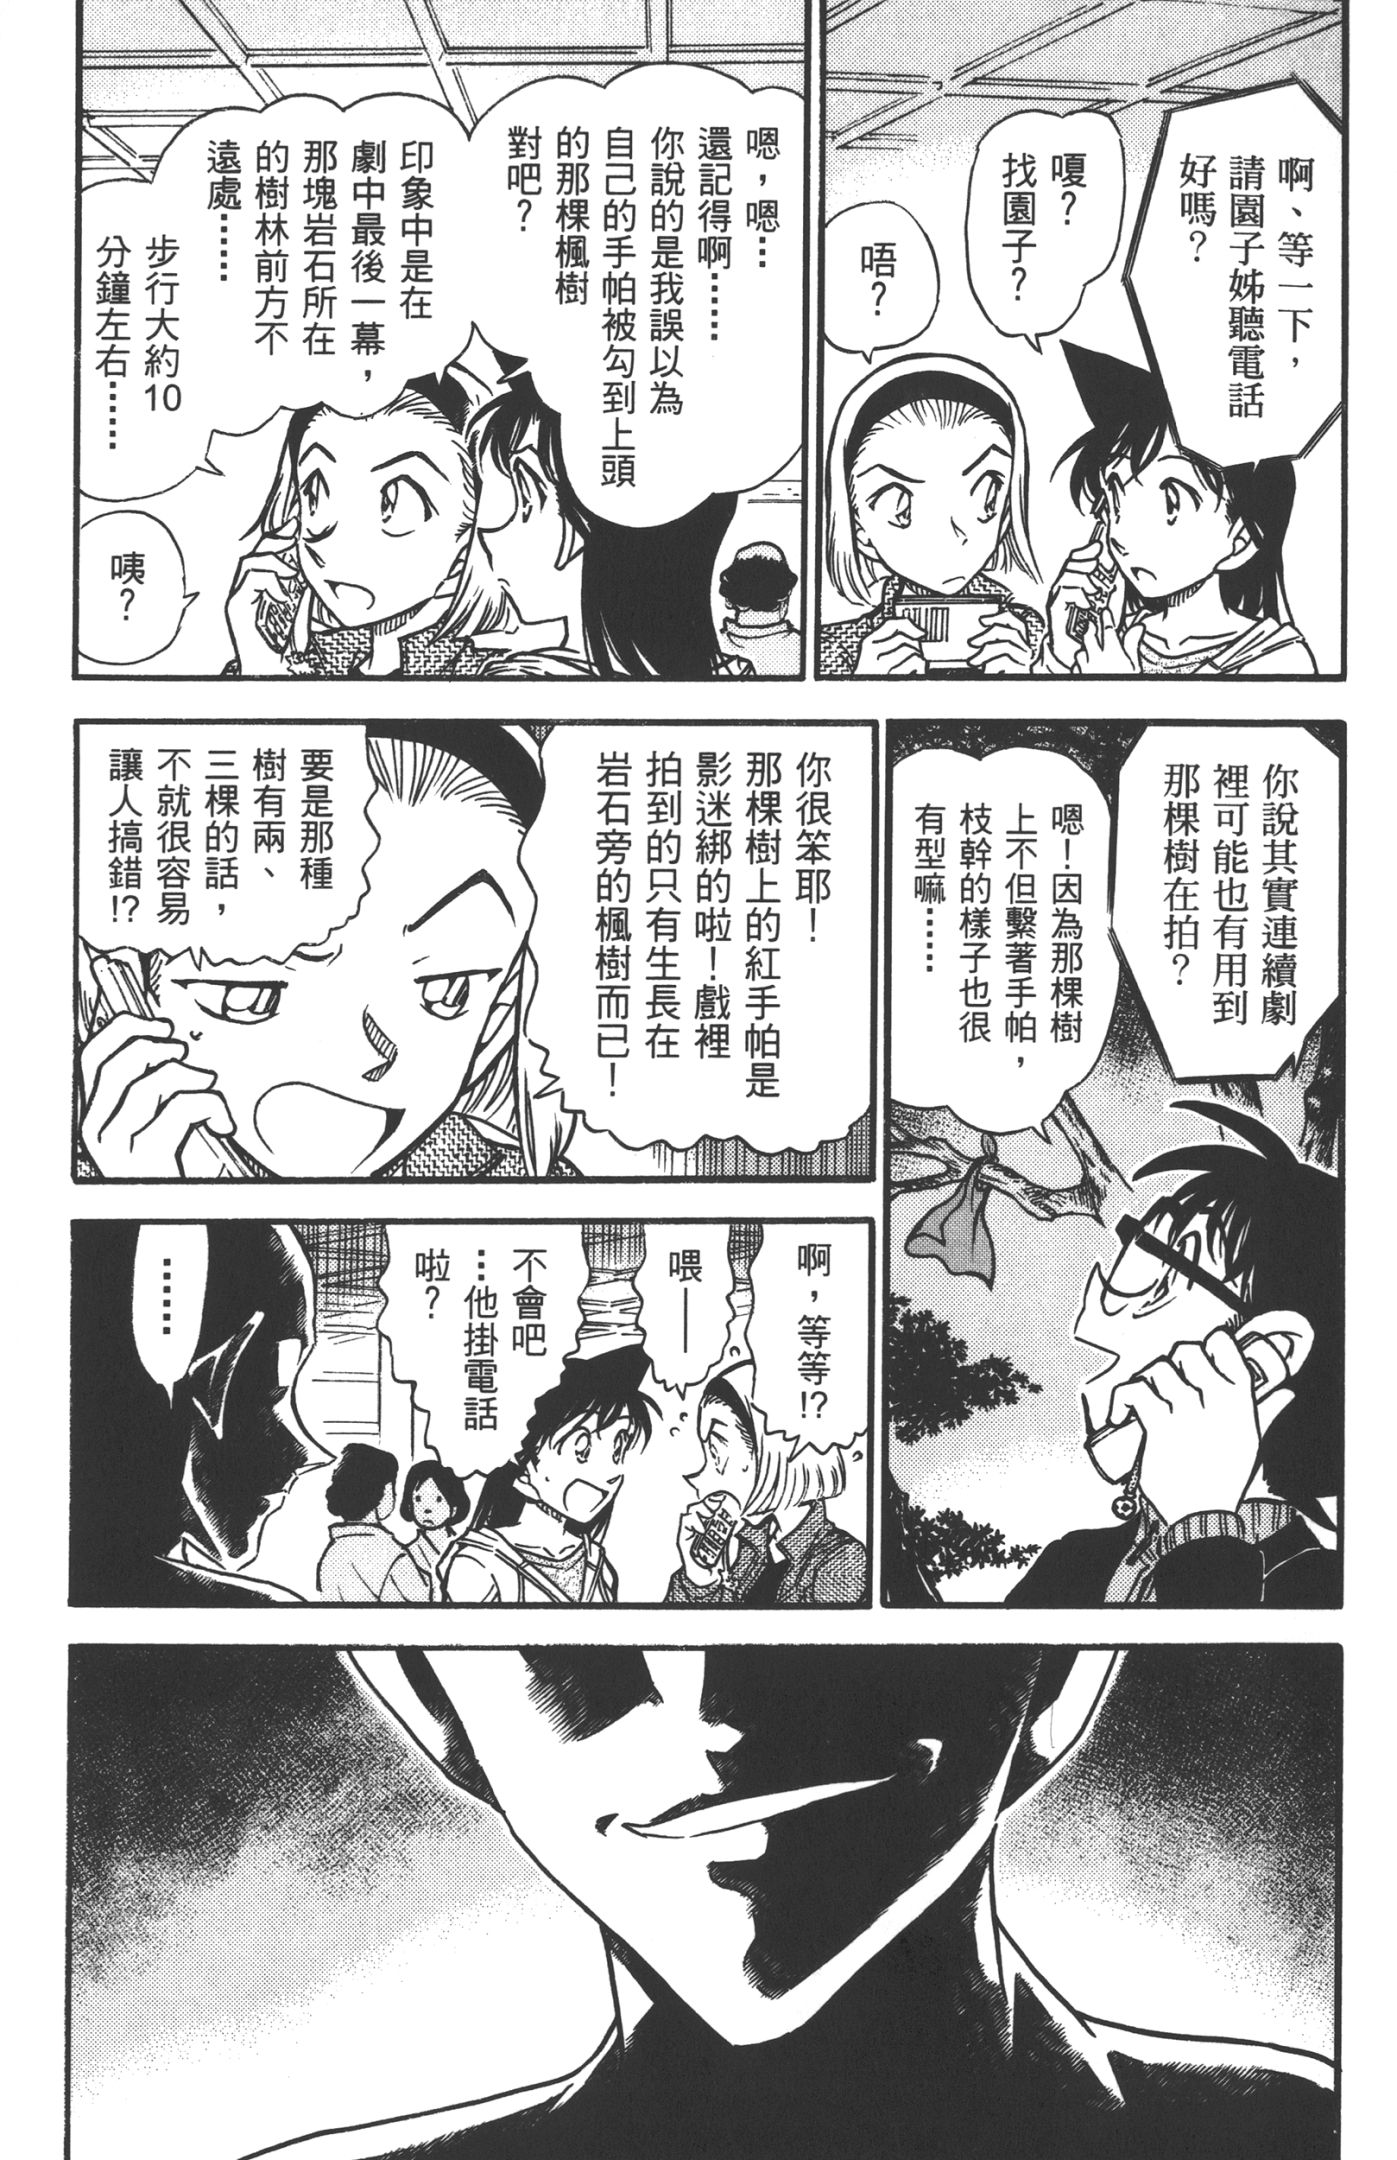 啊、等一下，
請園子姊聽電話
好嗎？
嗄？
找園子？
唔？
嗯，嗯…
還記得啊……
你說的是我誤以為
自己的手帕被勾到上頭
的那棵楓樹
對吧？
印象中是在
劇中最後一幕，
那塊岩石所在
的樹林前方不
遠處……
步行大約10
分鐘左右……
咦？
你說其實連續劇
裡可能也有用到
那棵樹在拍？
嗯！因為那棵樹
上不但繫著手帕，
枝幹的樣子也很
有型嘛……
你很笨耶！
那棵樹上的紅手帕是
影迷綁的啦！戲裡
拍到的只有生長在
岩石旁的楓樹而已！
要是那種
樹有兩、
三棵的話，
不就很容易
讓人搞錯!?
啊，等等!?
喂——
不會吧
…他掛電話
啦？
……